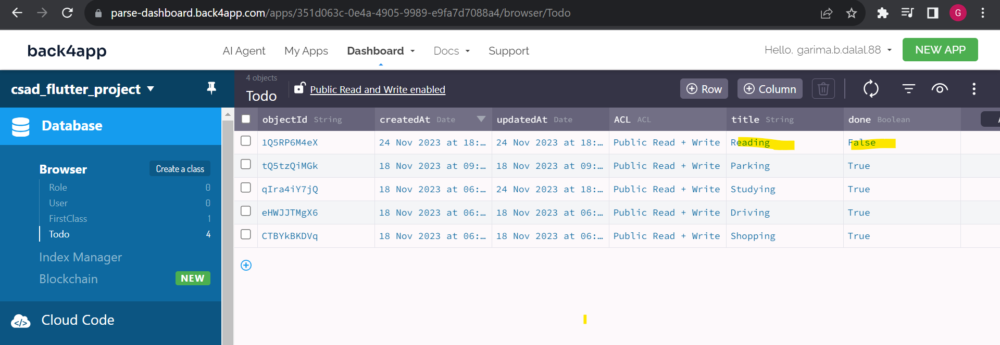 parse-dashboard.back4app.com/apps/351d063c-0e4a-4905-9989-e9fa7d7088a4/browser/Todo
G
back4app
AI Agent My Apps Dashboard Docs Support
Hello, garima.b.dalal.88 NEW APP
csad_flutter_project
4 objects
Todo
Public Read and Write enabled
Row Column
Database
Browser Create a class
Role 0
User 0
FirstClass 1
Todo 4
Index Manager
Blockchain NEW
Cloud Code
objectId String createdAt Date updatedAt Date ACL ACL title String done Boolean
1Q5RP6M4eX 24 Nov 2023 at 18:… 24 Nov 2023 at 18:… Public Read + Write Reading False
tQ5tzQiMGk 18 Nov 2023 at 09:… 18 Nov 2023 at 09:… Public Read + Write Parking True
qIra4iY7jQ 18 Nov 2023 at 06:… 24 Nov 2023 at 18:… Public Read + Write Studying True
eHWJJTMgX6 18 Nov 2023 at 06:… 18 Nov 2023 at 06:… Public Read + Write Driving True
CTBYkBKDVq 18 Nov 2023 at 06:… 18 Nov 2023 at 06:… Public Read + Write Shopping True